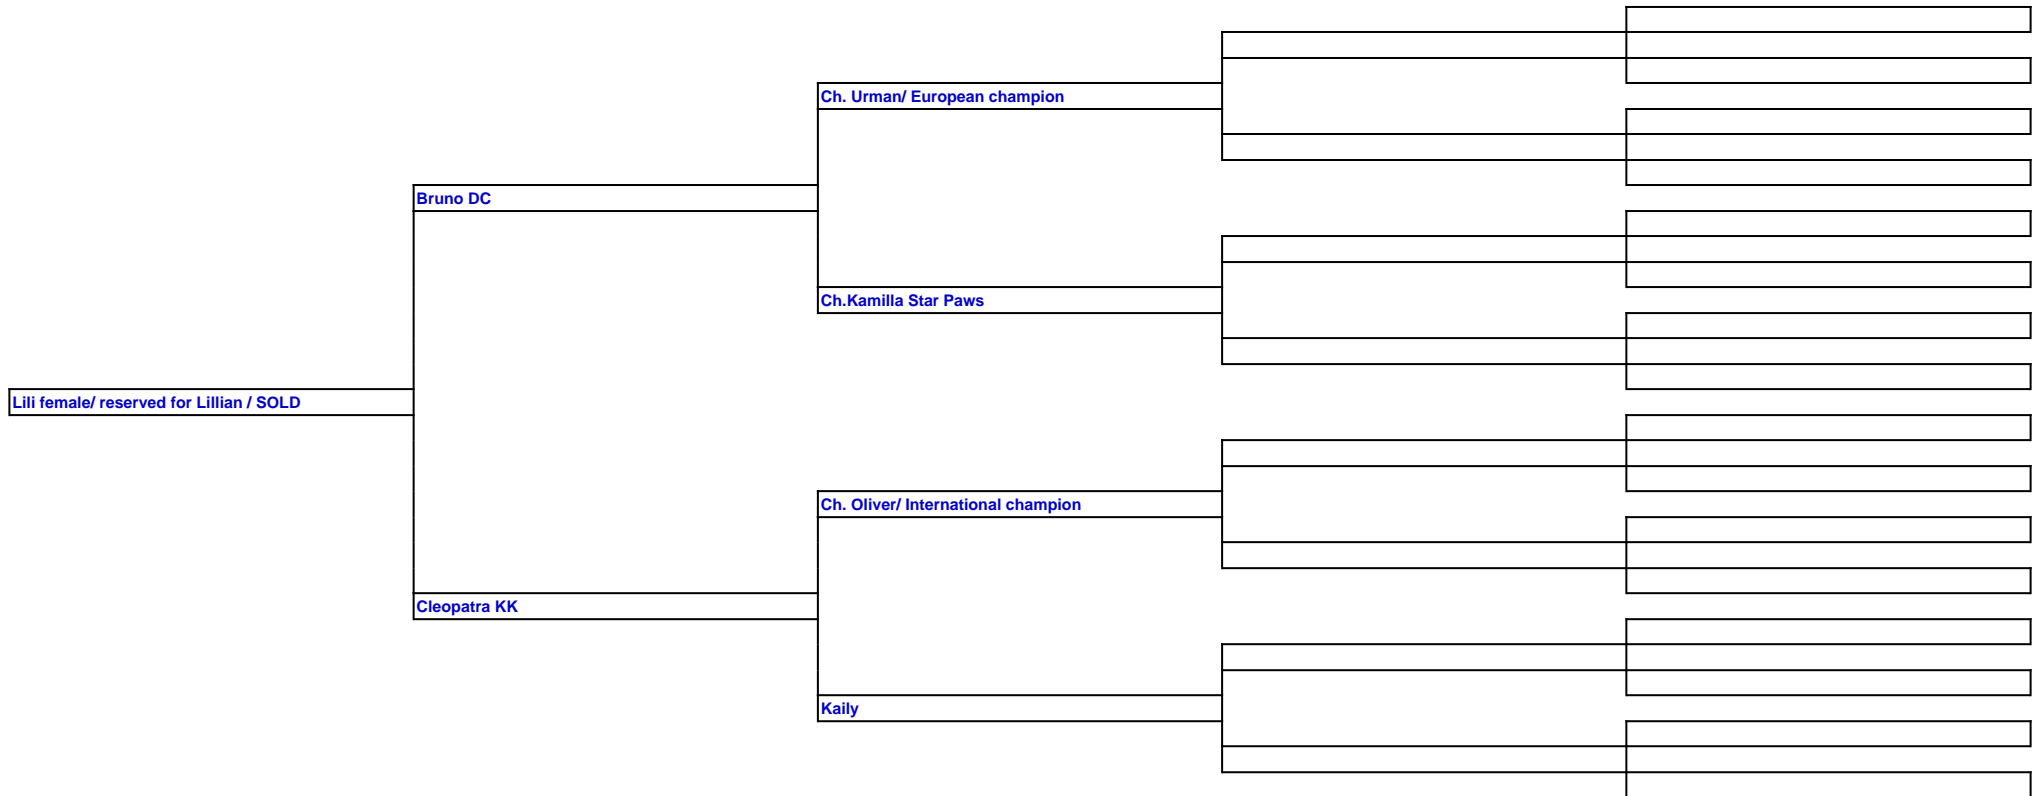 Ch. Urman/ European champion
Bruno DC
Ch.Kamilla Star Paws
Lili female/ reserved for Lillian / SOLD
Ch. Oliver/ International champion
Cleopatra KK
Kaily